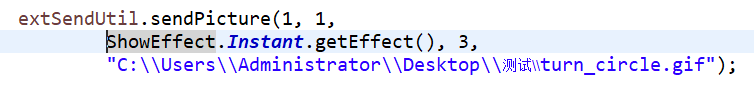 extSendUtil.sendPicture(1, 1,
ShowEffect.Instant.getEffect(), 3,
"C:\\Users\\Administrator\\Desktop\\测试\\turn_circle.gif");